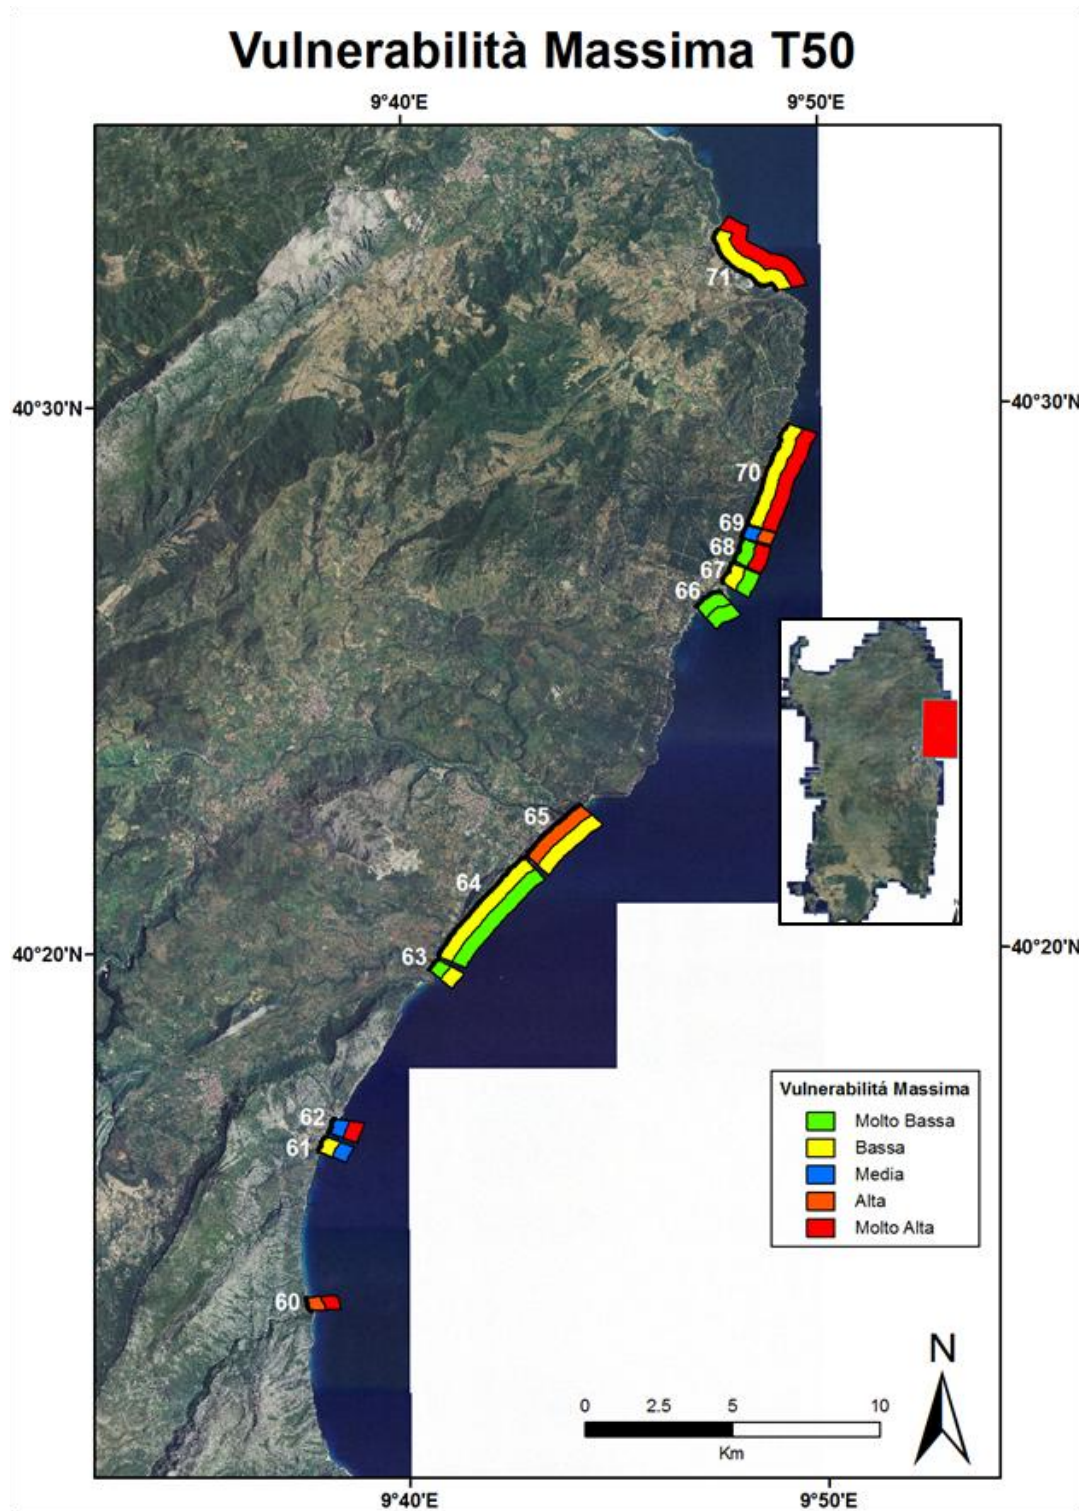 Vulnerabilità Massima T50
9°40'E
9°50'E
71
40°30'N
40°30'N
70
69
68
67
66
65
64
63
40°20'N
40°20'N
62
61
60
Vulnerabilitá Massima
Molto Bassa
Bassa
Media
Alta
Molto Alta
N
0 2.5 5 10
Km
9°40'E
9°50'E